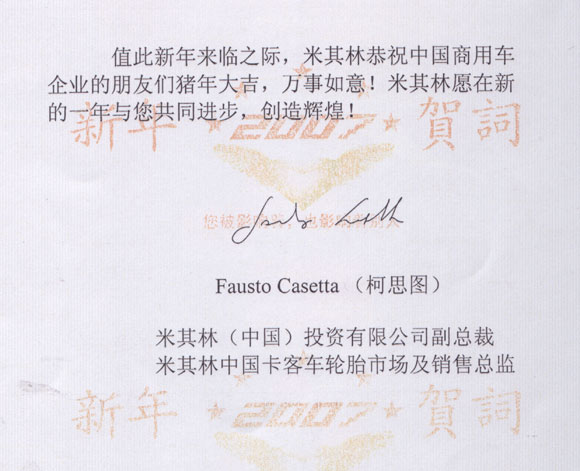 值此新年来临之际，米其林恭祝中国商用车
企业的朋友们猪年大吉，万事如意！米其林愿在新
的一年与您共同进步，创造辉煌！
新年 2007 賀詞
Fausto Casetta （柯思图）
米其林（中国）投资有限公司副总裁
米其林中国卡客车轮胎市场及销售总监
新年 2007 賀詞